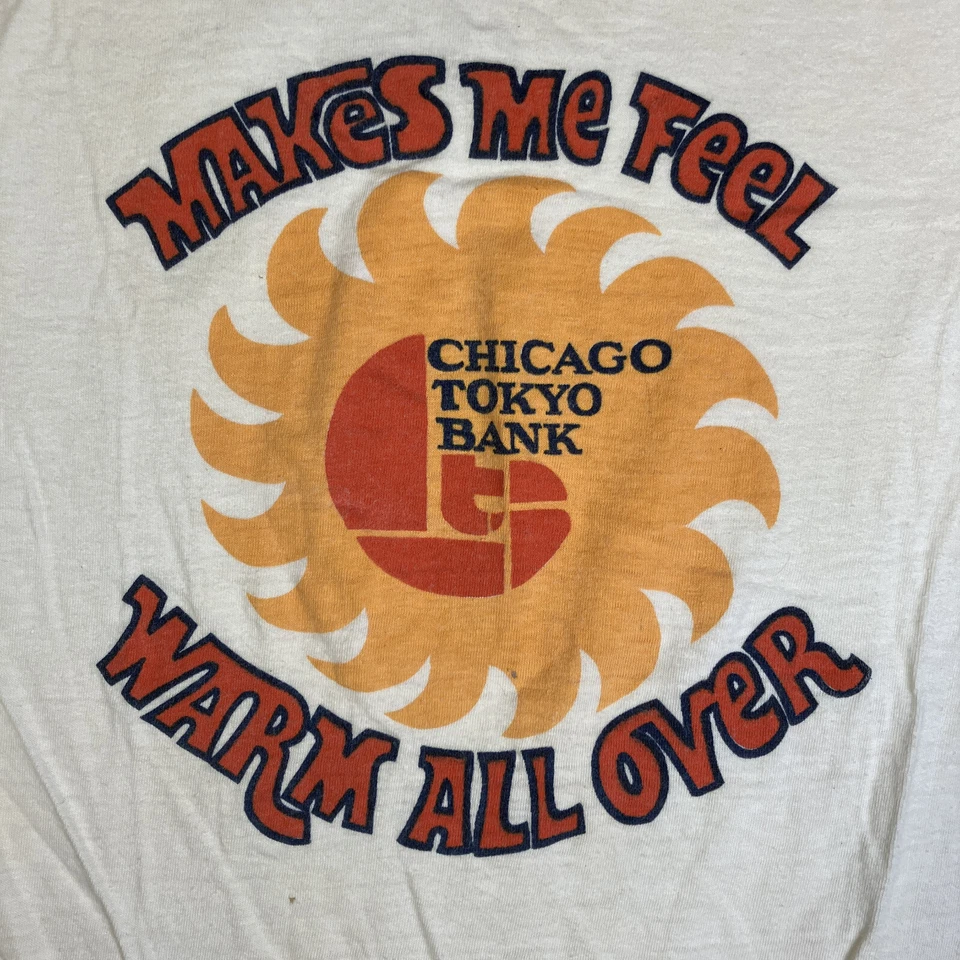 MAKeS Me FeeL
CHICAGO
TOKYO
BANK
WARM ALL OVeR